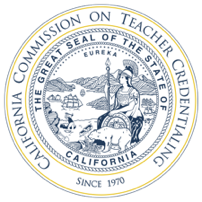 CALIFORNIA COMMISSION ON TEACHER CREDENTIALING
THE GREAT SEAL OF THE STATE OF CALIFORNIA
EUREKA
SINCE 1970